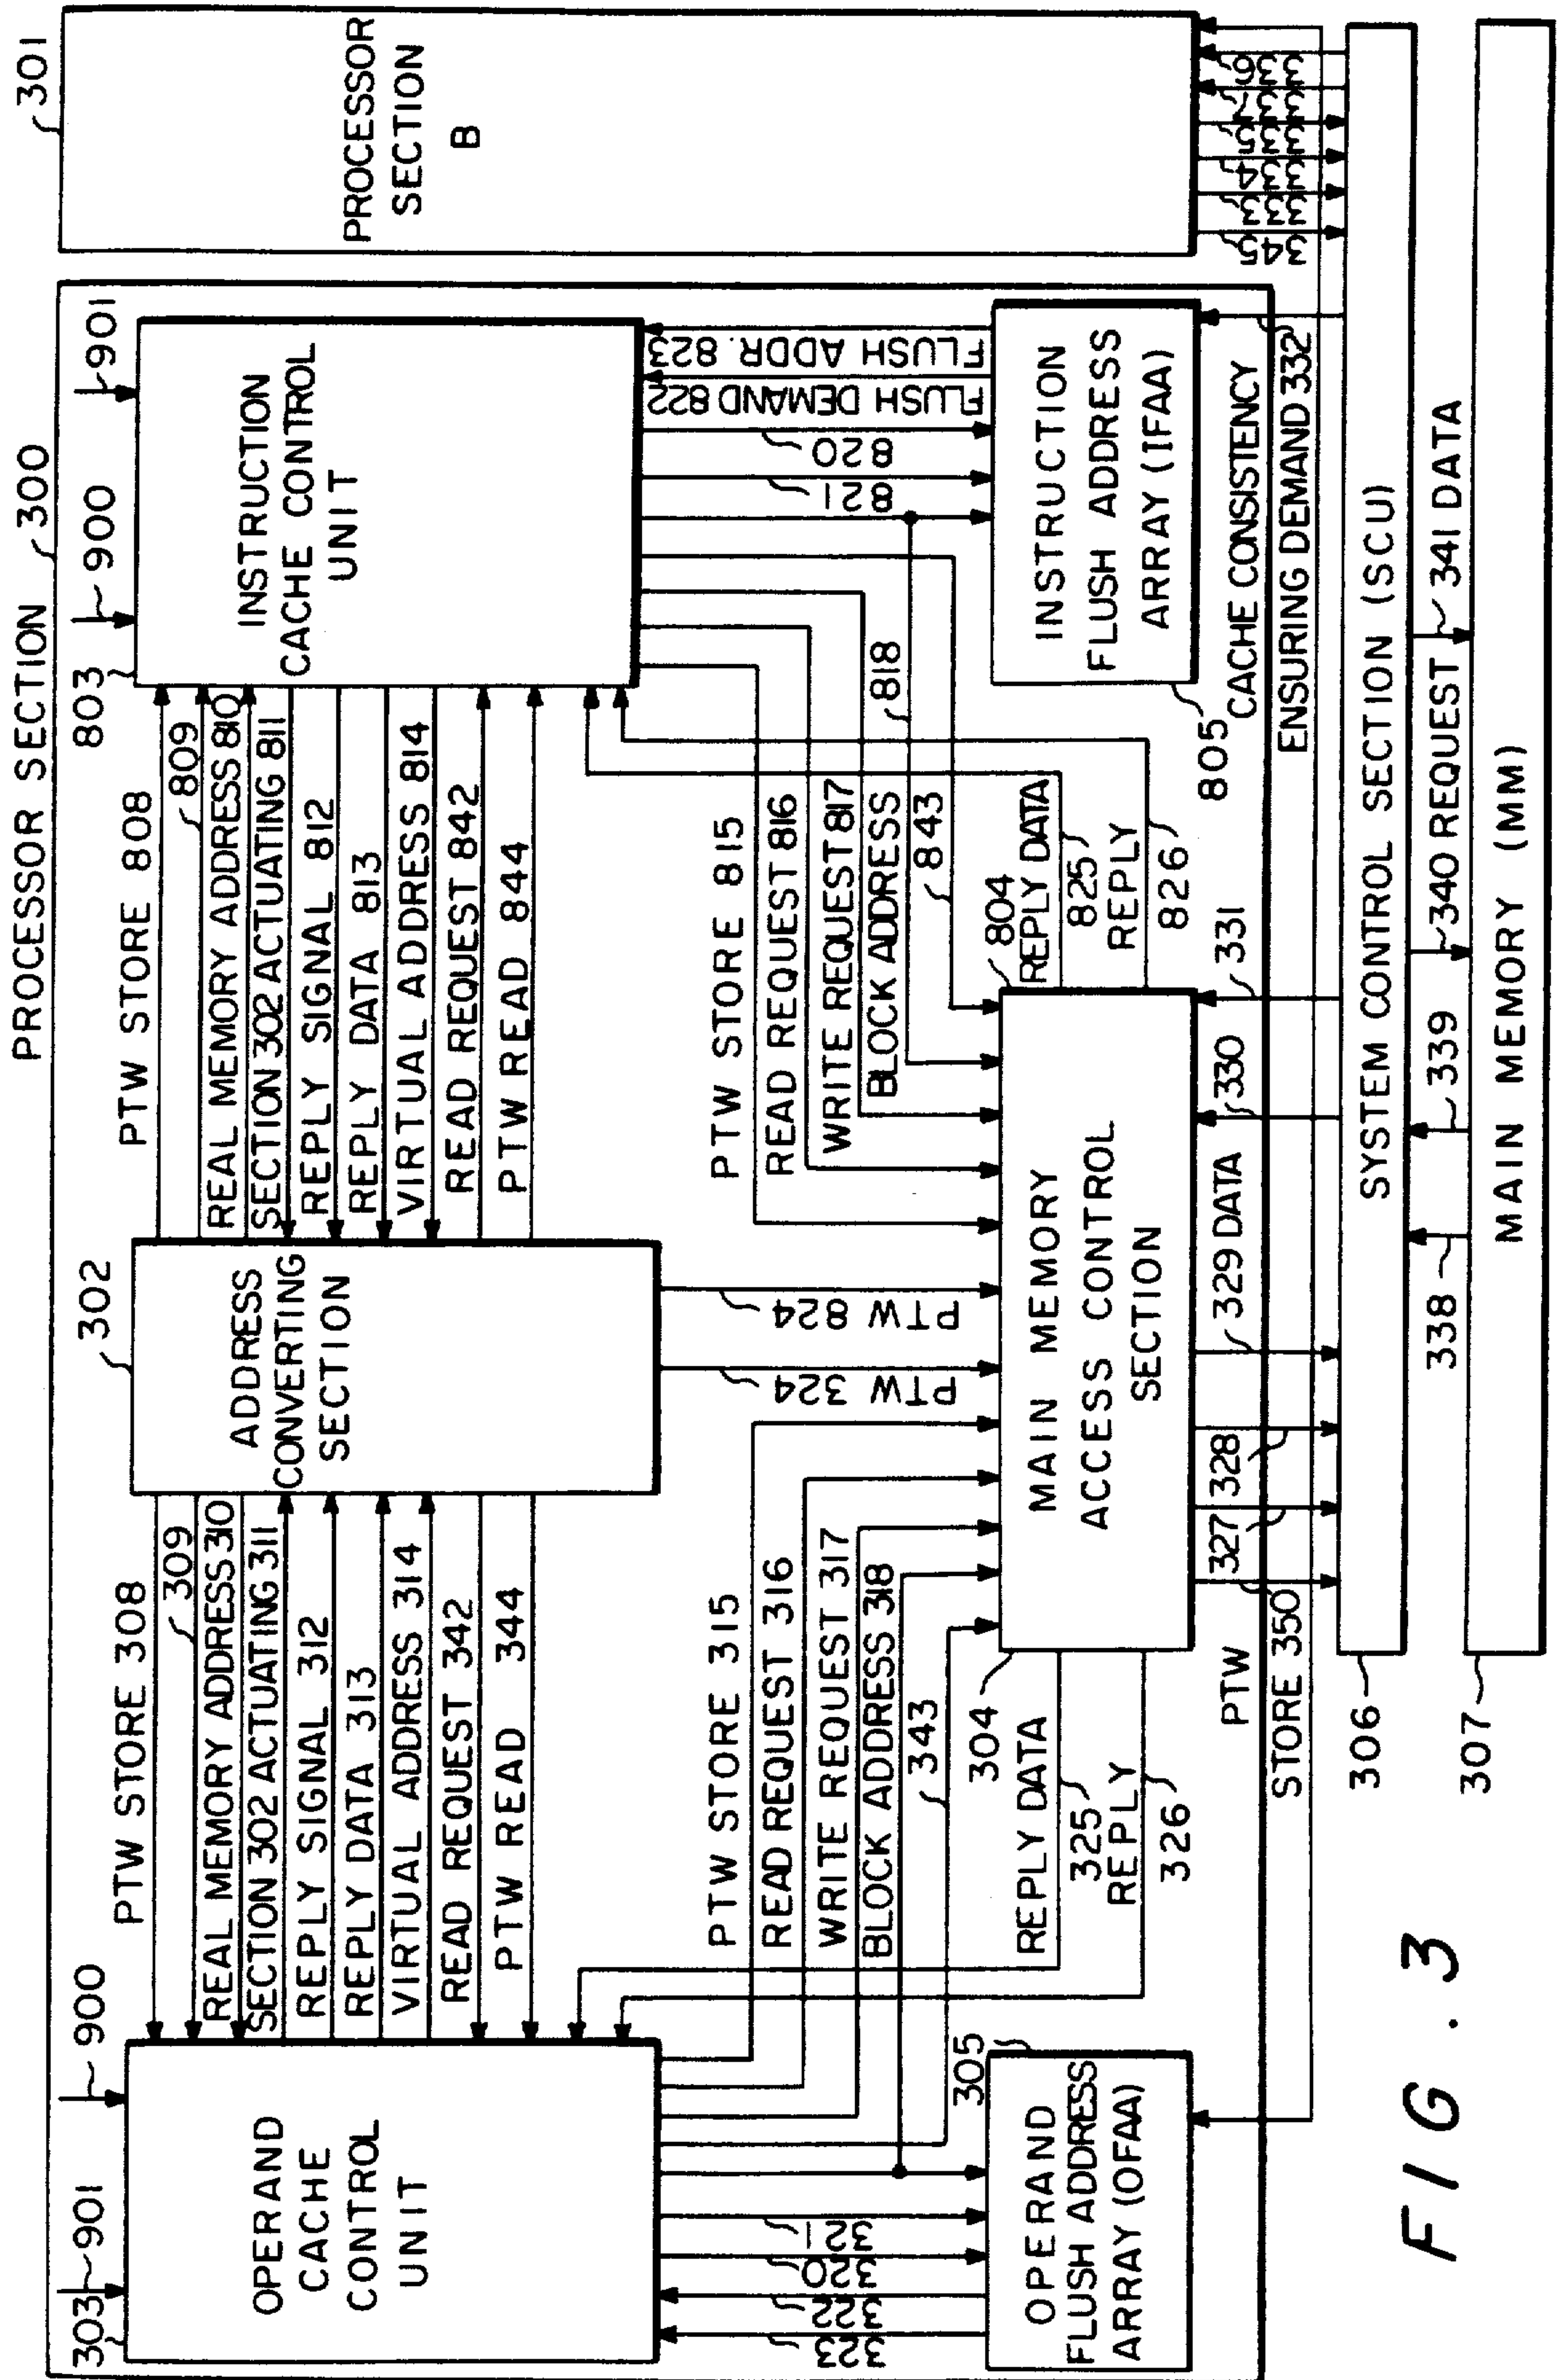 PROCESSOR SECTION 300
303
901
900
OPERAND
CACHE
CONTROL
UNIT
PTW STORE 308
309
REAL MEMORY ADDRESS 310
SECTION 302 ACTUATING 311
REPLY SIGNAL 312
REPLY DATA 313
VIRTUAL ADDRESS 314
READ REQUEST 342
PTW READ 344
302
ADDRESS
CONVERTING
SECTION
PTW STORE 808
809
REAL MEMORY ADDRESS 810
SECTION 302 ACTUATING 811
REPLY SIGNAL 812
REPLY DATA 813
VIRTUAL ADDRESS 814
READ REQUEST 842
PTW READ 844
803
900
901
INSTRUCTION
CACHE CONTROL
UNIT
301
PROCESSOR
SECTION
B
PTW STORE 315
READ REQUEST 316
WRITE REQUEST 317
BLOCK ADDRESS 318
343
PTW 324
PTW 824
PTW STORE 815
READ REQUEST 816
WRITE REQUEST 817
BLOCK ADDRESS
818
843
323
322
320
321
821
820
FLUSH DEMAND 822
FLUSH ADDR. 823
305
OPERAND
FLUSH ADDRESS
ARRAY (OFAA)
REPLY DATA
325
REPLY
326
304
MAIN MEMORY
ACCESS CONTROL
SECTION
804
REPLY DATA
825
REPLY
826
805
INSTRUCTION
FLUSH ADDRESS
ARRAY (IFAA)
PTW
STORE 350
327
328
329 DATA
330
331
CACHE CONSISTENCY
ENSURING DEMAND 332
345
333
334
335
337
336
306
SYSTEM CONTROL SECTION (SCU)
338
339
340 REQUEST
341 DATA
307
MAIN MEMORY (MM)
FIG. 3